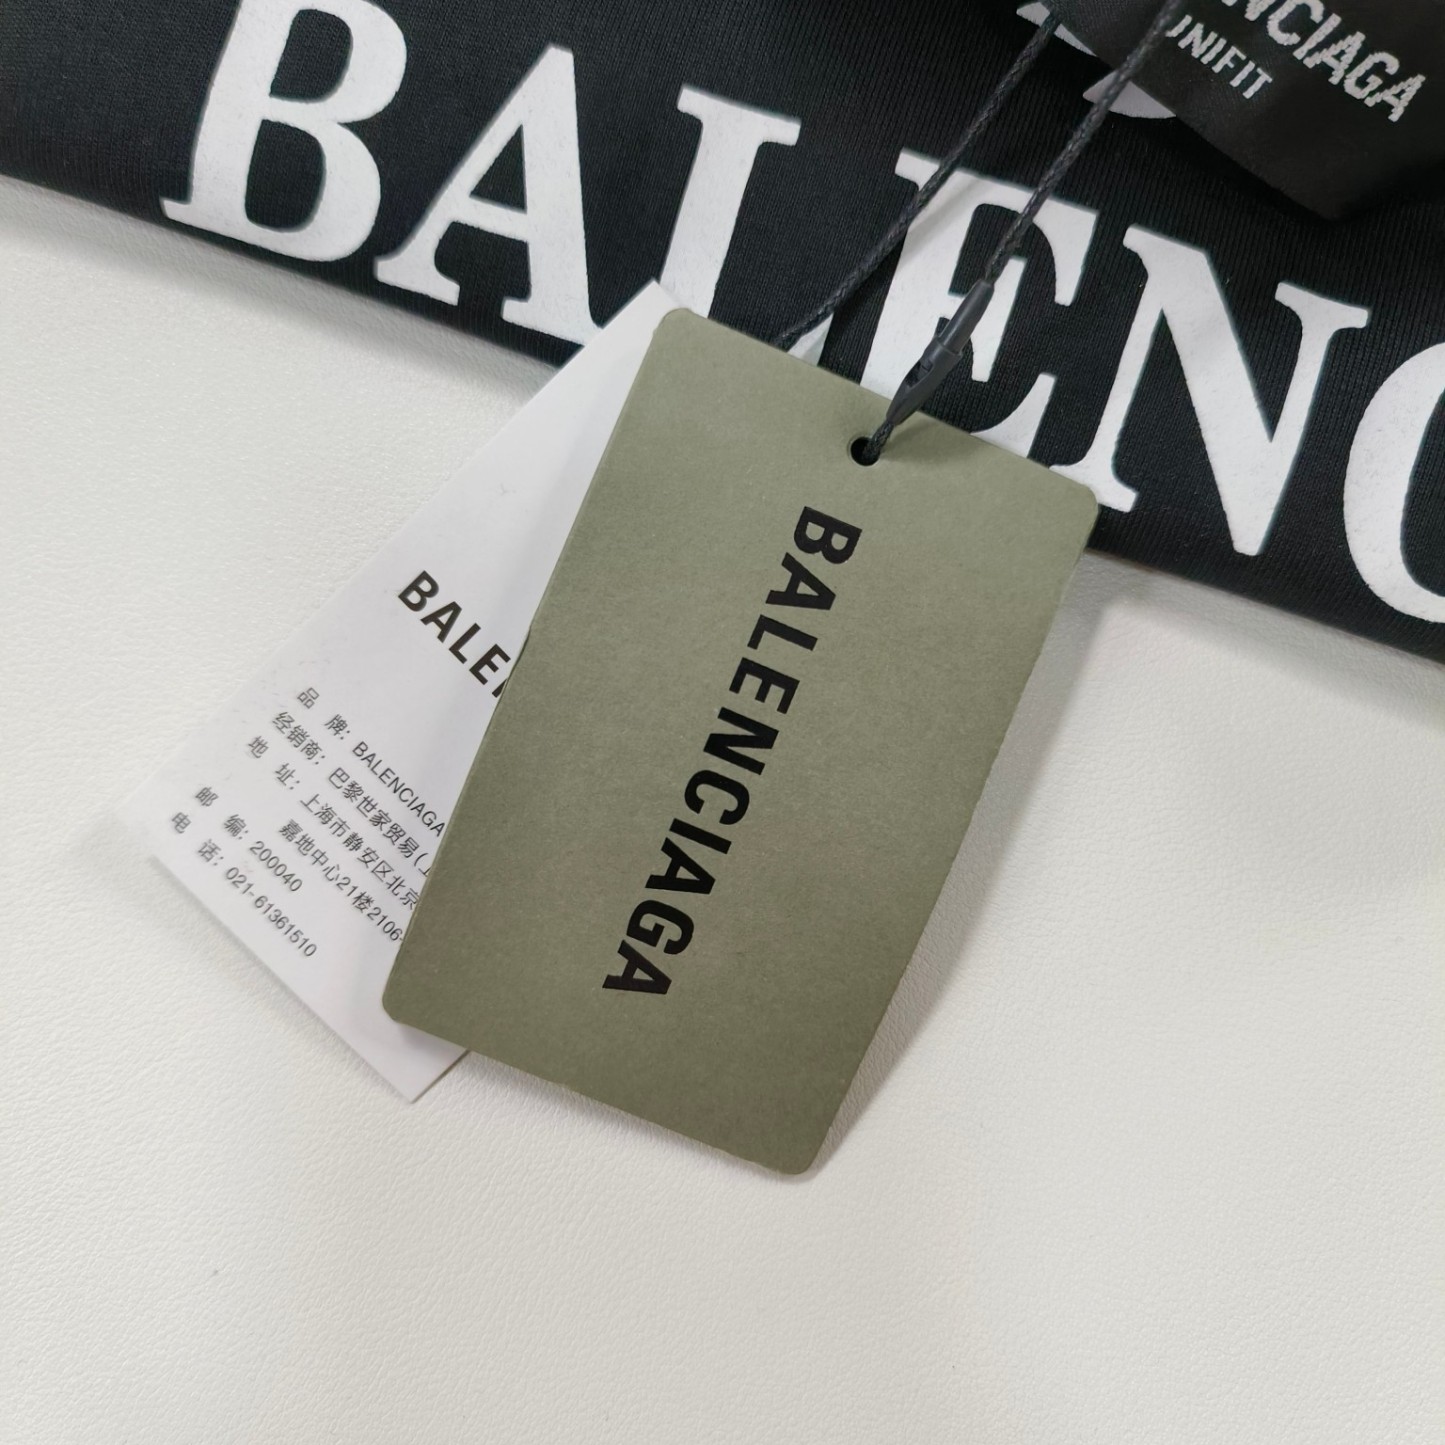 BALENC
NCIAGA
UNIFIT
BALENCIAGA
BALE
品 牌: BALENCIAGA
经销商: 巴黎世家贸易(
地 址: 上海市静安区北京
嘉地中心21楼2106-
邮 编: 200040
电 话: 021-61361510